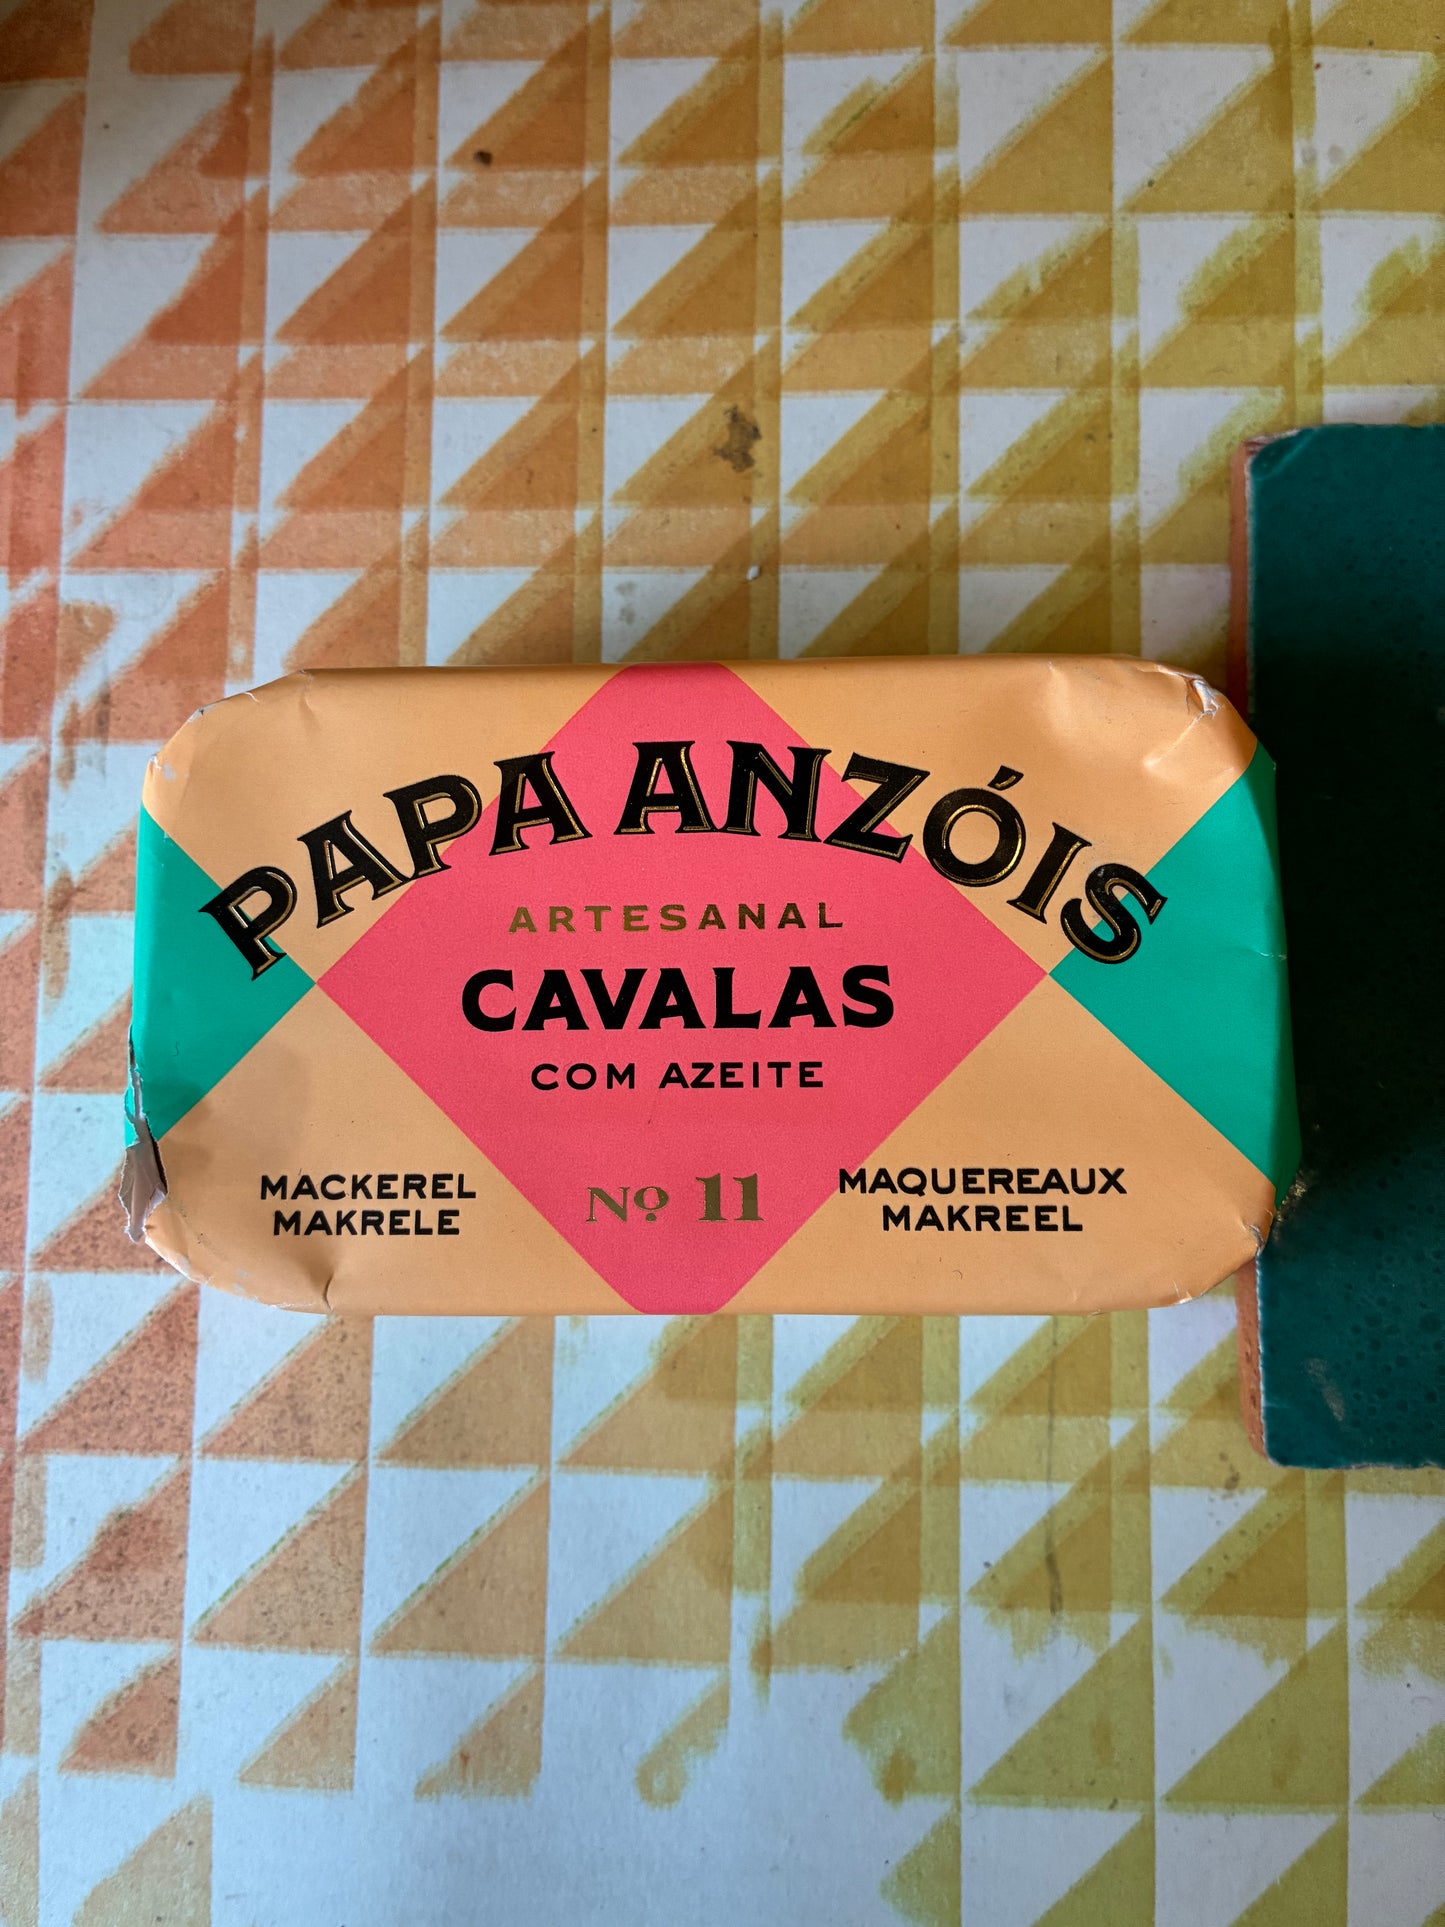 PAPA ANZÓIS
ARTESANAL
CAVALAS
COM AZEITE
Nº 11
MACKEREL
MAKRELE
MAQUEREAUX
MAKREEL